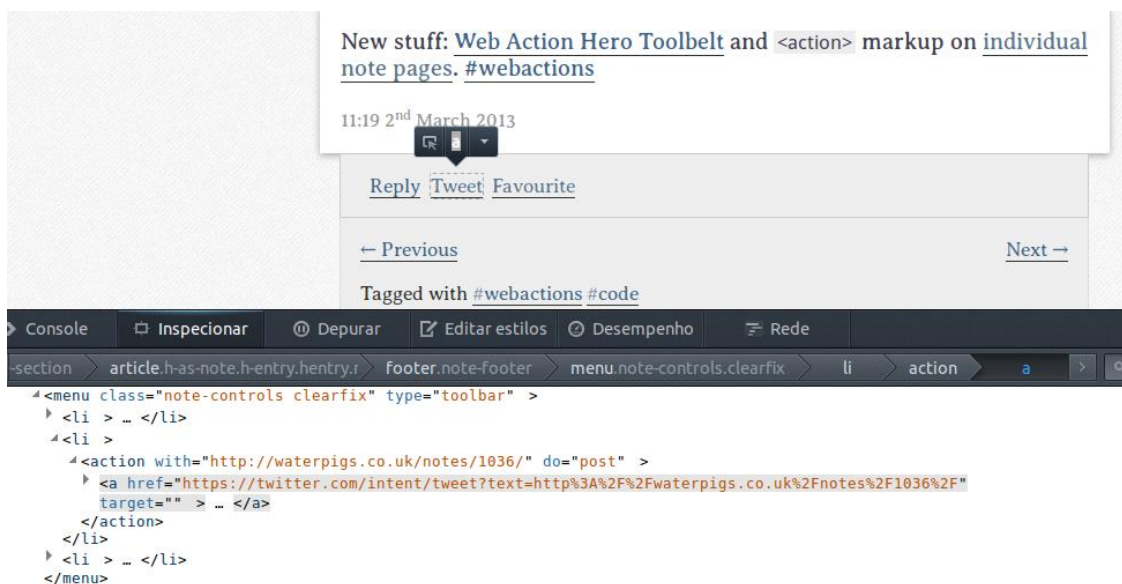 New stuff: Web Action Hero Toolbelt and <action> markup on individual
note pages. #webactions
11:19 2nd March 2013
a
Reply Tweet Favourite
← Previous Next →
Tagged with #webactions #code
Console Inspecionar Depurar Editar estilos Desempenho Rede
-section article.h-as-note.h-entry.hentry.r footer.note-footer menu.note-controls.clearfix li action a
<menu class="note-controls clearfix" type="toolbar" >
<li > … </li>
<li >
<action with="http://waterpigs.co.uk/notes/1036/" do="post" >
<a href="https://twitter.com/intent/tweet?text=http%3A%2F%2Fwaterpigs.co.uk%2Fnotes%2F1036%2F"
target="" > … </a>
</action>
</li>
<li > … </li>
</menu>